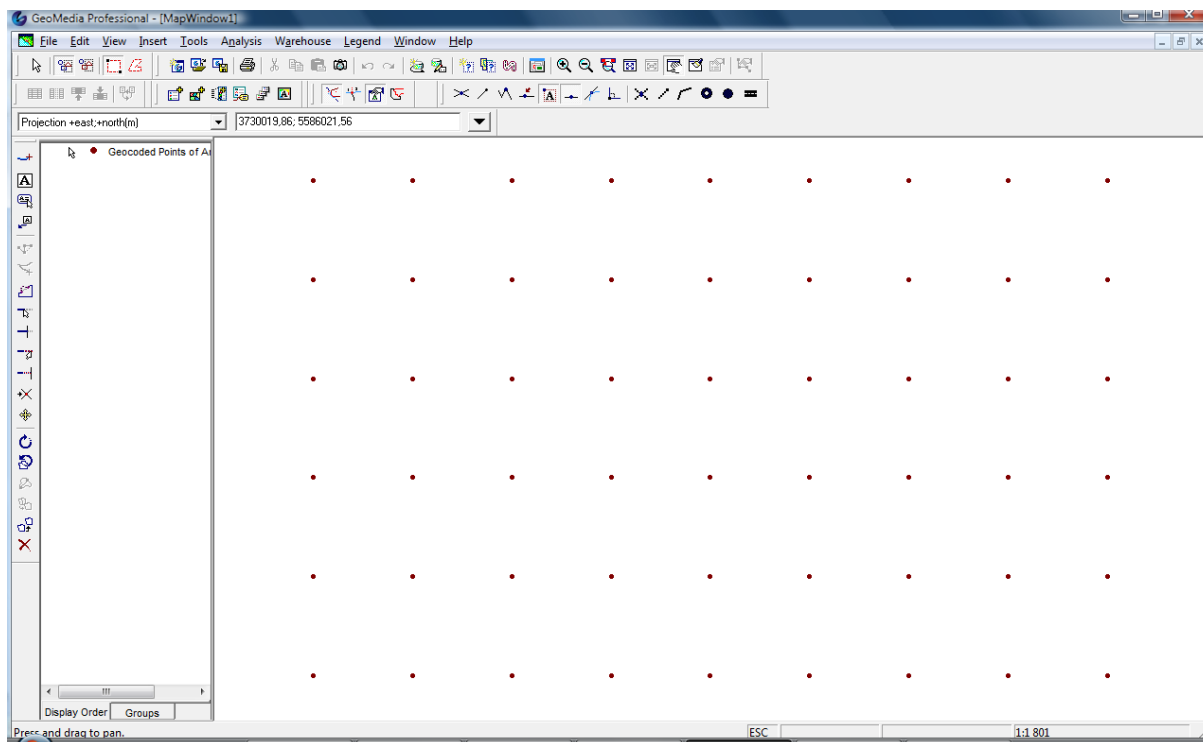 GeoMedia Professional - [MapWindow1]
File Edit View Insert Tools Analysis Warehouse Legend Window Help
Projection +east;+north(m) 3730019,86; 5586021,56
Geocoded Points of
Display Order Groups
Press and drag to pan. ESC 1:1 801